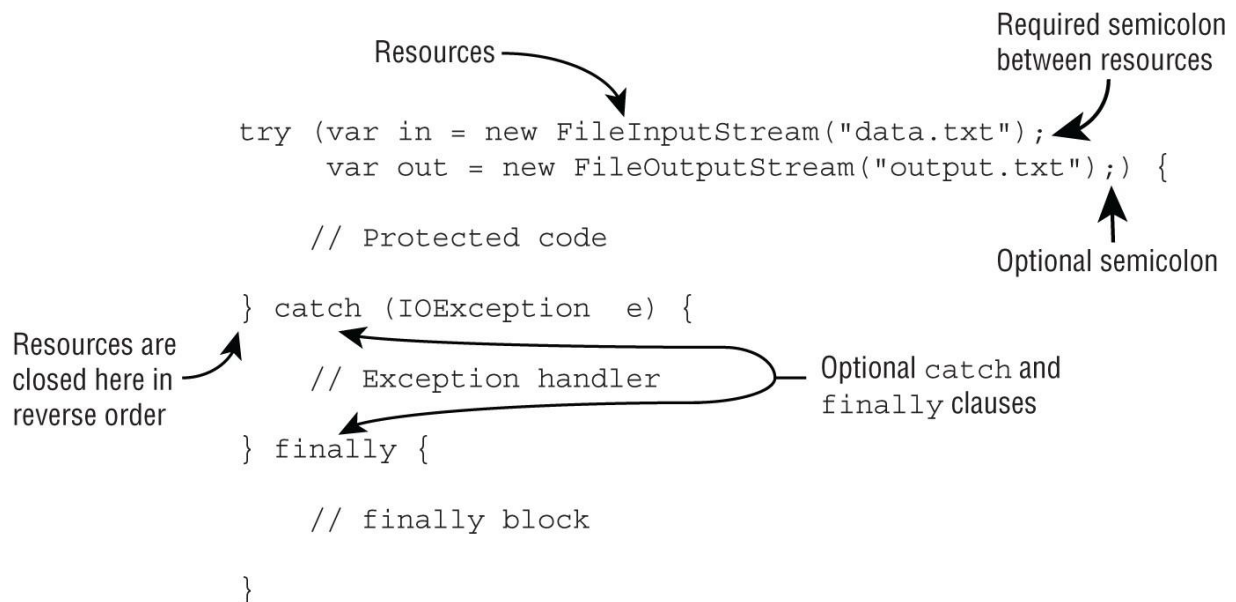 Required semicolon
between resources
Resources
try (var in = new FileInputStream("data.txt");
var out = new FileOutputStream("output.txt");) {
// Protected code
Optional semicolon
} catch (IOException  e) {
Resources are
closed here in
reverse order
// Exception handler
Optional catch and
finally clauses
} finally {
// finally block
}